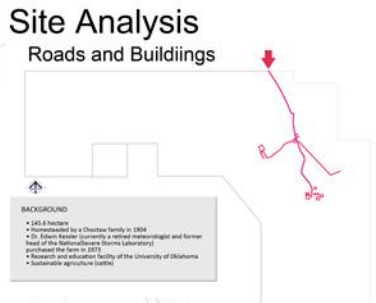 Site Analysis
Roads and Buildiings
BACKGROUND
• 145.6 hectare
• Homesteaded by a Choctaw family in 1904
• Dr. Edwin Kessler (currently a retired meteorologist and former
head of the NationalSevere Storms Laboratory)
purchased the farm in 1973
• Research and education facility of the University of Oklahoma
• Sustainable agriculture (cattle)
R